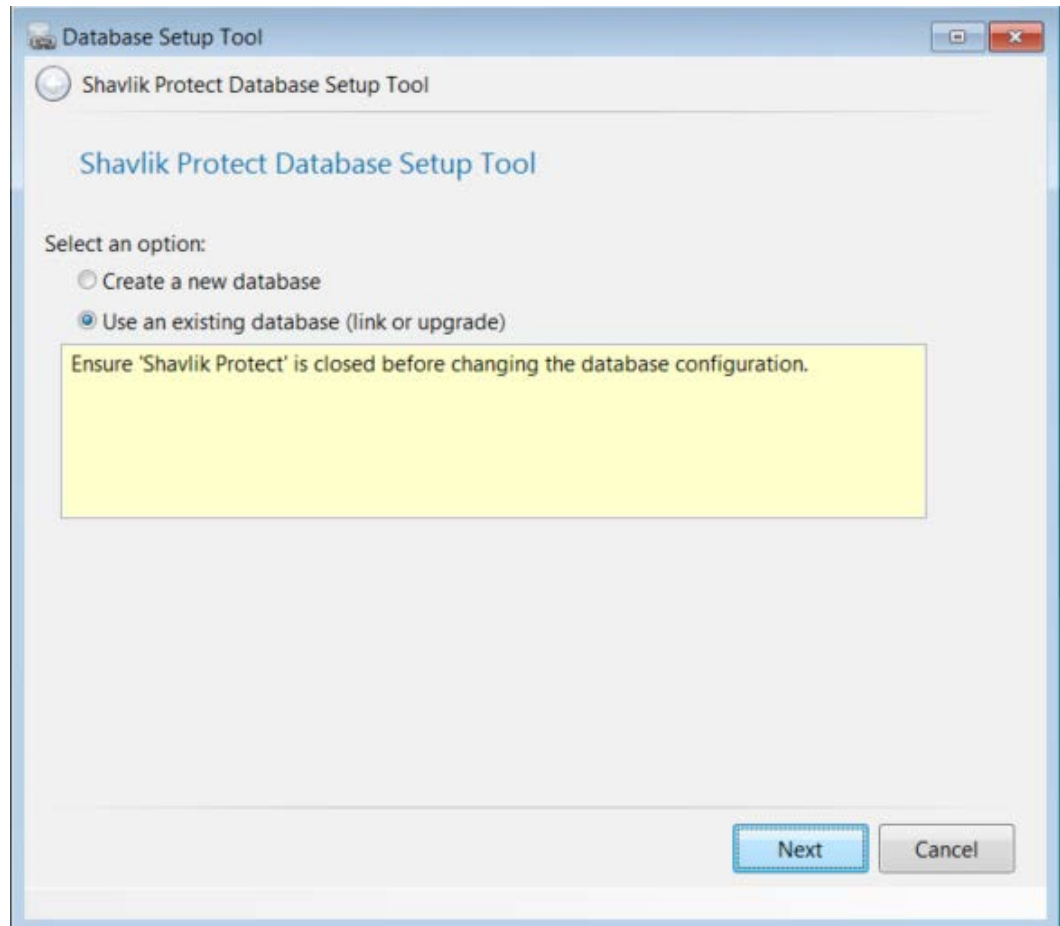 Database Setup Tool
Shavlik Protect Database Setup Tool
Shavlik Protect Database Setup Tool
Select an option:
Create a new database
Use an existing database (link or upgrade)
Ensure 'Shavlik Protect' is closed before changing the database configuration.
Next
Cancel